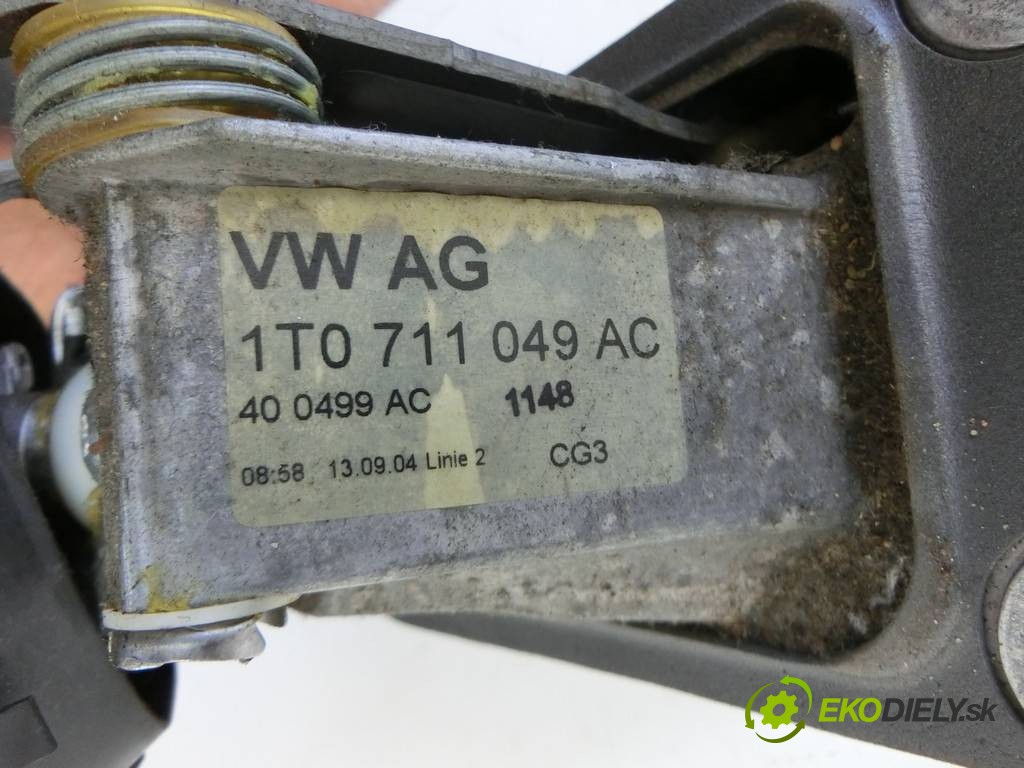 VW AG
1T0 711 049 AC
40 0499 AC 1148
08:58 13.09.04 Linie 2 CG3
EKODIELY.sk